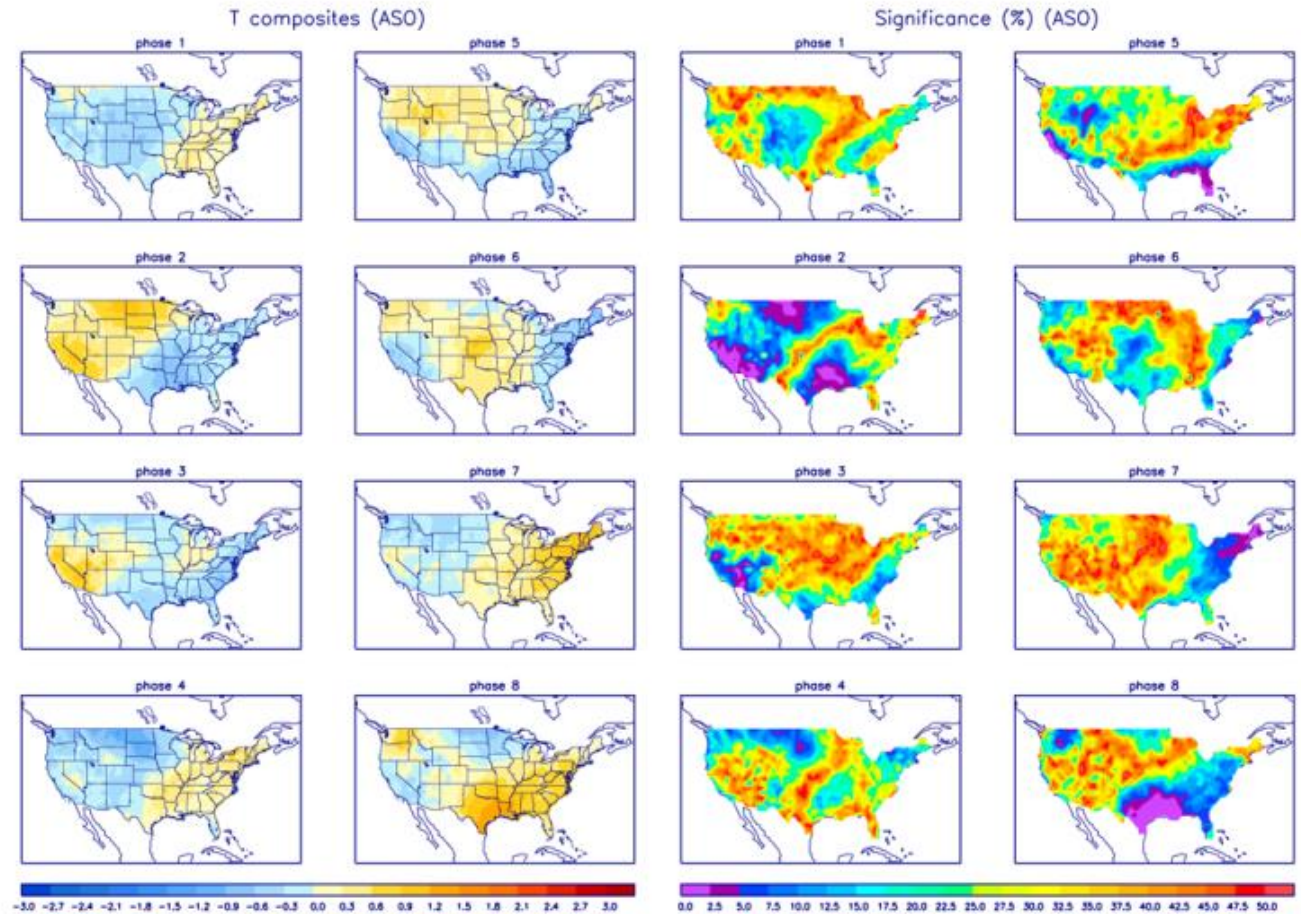 T composites (ASO) Significance (%) (ASO)
phase 1 phase 5 phase 1 phase 5
phase 2 phase 6 phase 2 phase 6
phase 3 phase 7 phase 3 phase 7
phase 4 phase 8 phase 4 phase 8
-3.0 -2.7 -2.4 -2.1 -1.8 -1.5 -1.2 -0.9 -0.6 -0.3 0.0 0.3 0.6 0.9 1.2 1.5 1.8 2.1 2.4 2.7 3.0 0.0 2.5 5.0 7.5 10.0 12.5 15.0 17.5 20.0 22.5 25.0 27.5 30.0 32.5 35.0 37.5 40.0 42.5 45.0 47.5 50.0